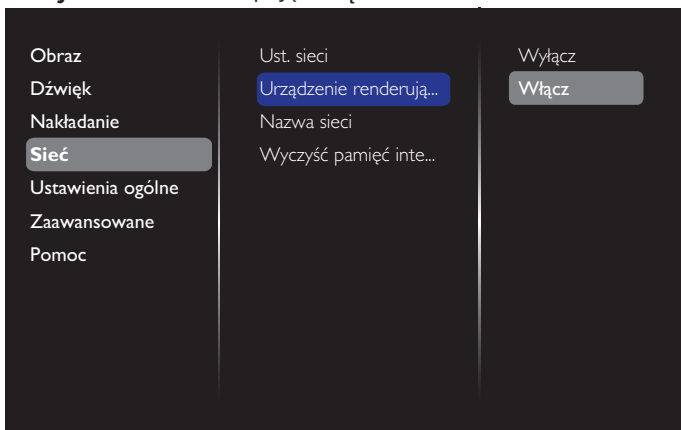 Obraz
Dźwięk
Nakładanie
Sieć
Ustawienia ogólne
Zaawansowane
Pomoc
Ust. sieci
Urządzenie renderują...
Nazwa sieci
Wyczyść pamięć inte...
Wyłącz
Włącz